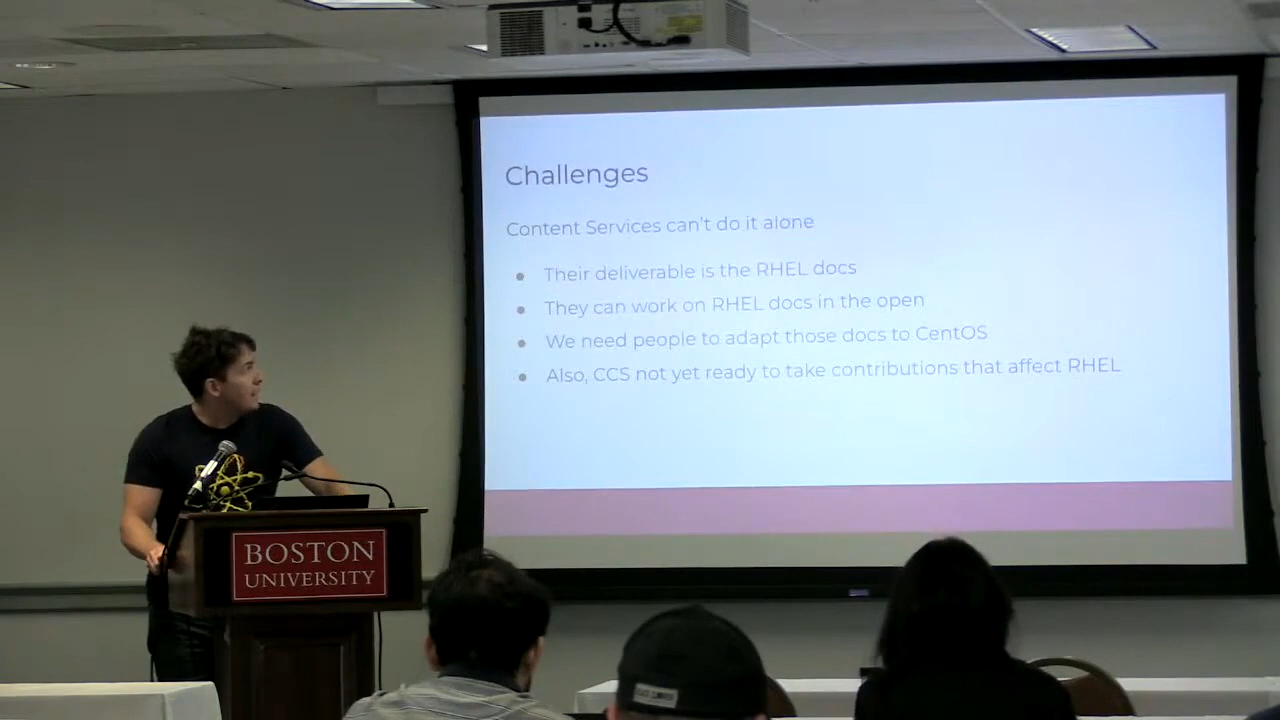 Challenges
Content Services can't do it alone
Their deliverable is the RHEL docs
They can work on RHEL docs in the open
We need people to adapt those docs to CentOS
Also, CCS not yet ready to take contributions that affect RHEL
BOSTON
UNIVERSITY